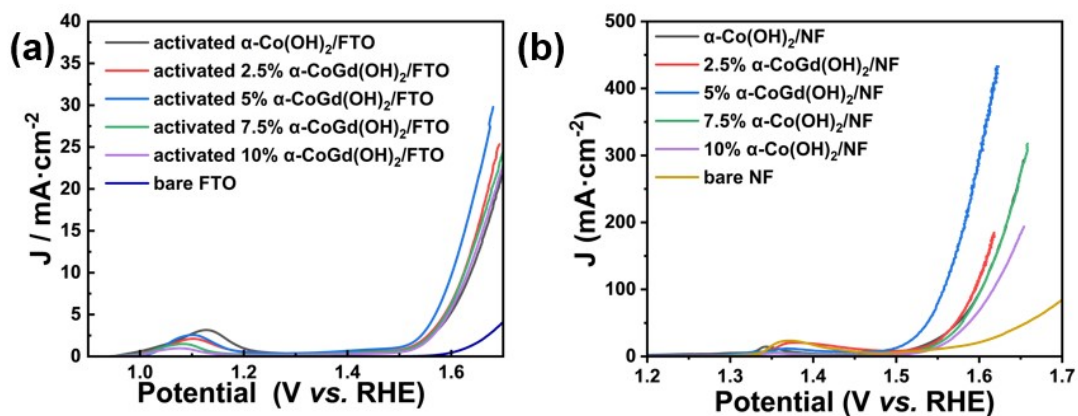 (a)
J / mA·cm⁻²
40
35
30
25
20
15
10
5
0
activated α-Co(OH)₂/FTO
activated 2.5% α-CoGd(OH)₂/FTO
activated 5% α-CoGd(OH)₂/FTO
activated 7.5% α-CoGd(OH)₂/FTO
activated 10% α-CoGd(OH)₂/FTO
bare FTO
1.0 1.2 1.4 1.6
Potential (V vs. RHE)
(b)
J (mA·cm⁻²)
500
400
300
200
100
0
α-Co(OH)₂/NF
2.5% α-CoGd(OH)₂/NF
5% α-CoGd(OH)₂/NF
7.5% α-Co(OH)₂/NF
10% α-Co(OH)₂/NF
bare NF
1.2 1.3 1.4 1.5 1.6 1.7
Potential (V vs. RHE)